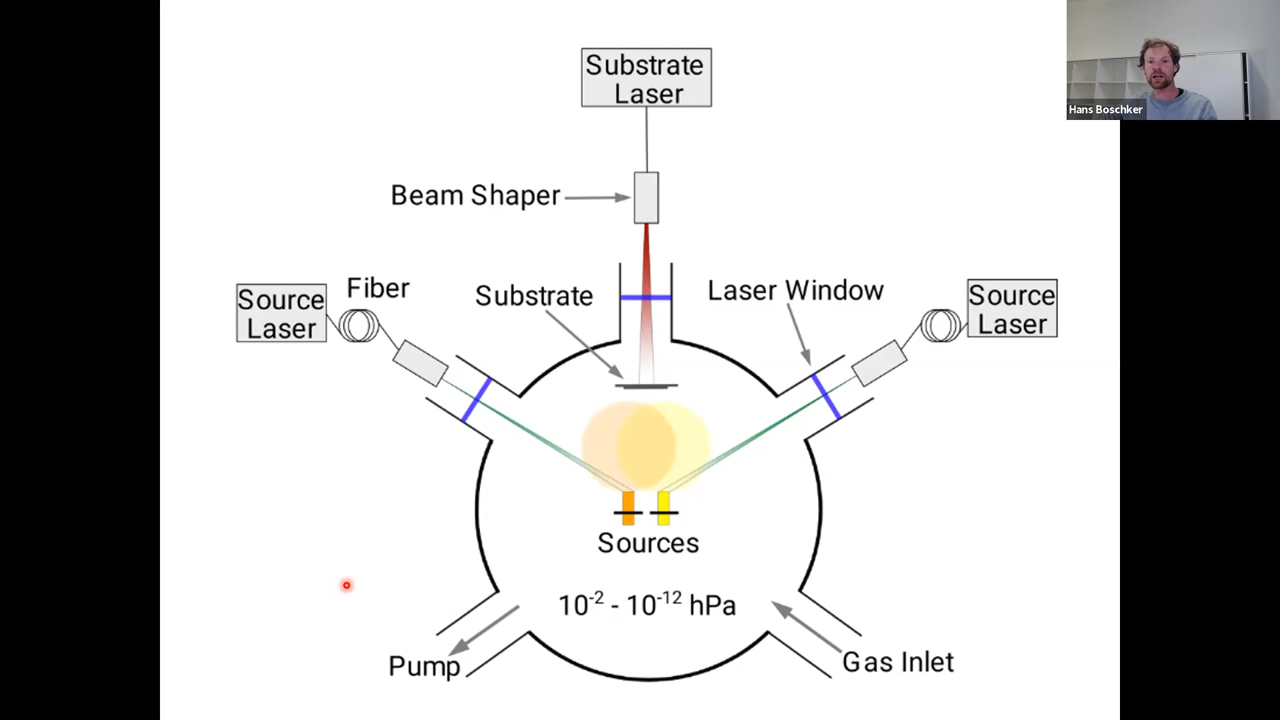 Substrate
Laser
Hans Boschker
Beam Shaper
Source
Laser
Fiber
Substrate
Laser Window
Source
Laser
Sources
10⁻² - 10⁻¹² hPa
Pump
Gas Inlet